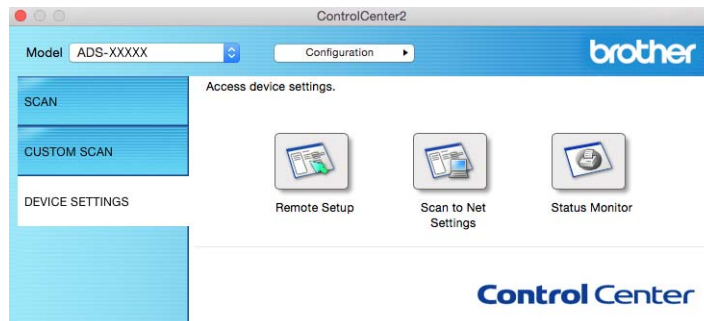 ControlCenter2
Model ADS-XXXXX Configuration
brother
Access device settings.
SCAN
CUSTOM SCAN
DEVICE SETTINGS
Remote Setup
Scan to Net
Settings
Status Monitor
Control Center